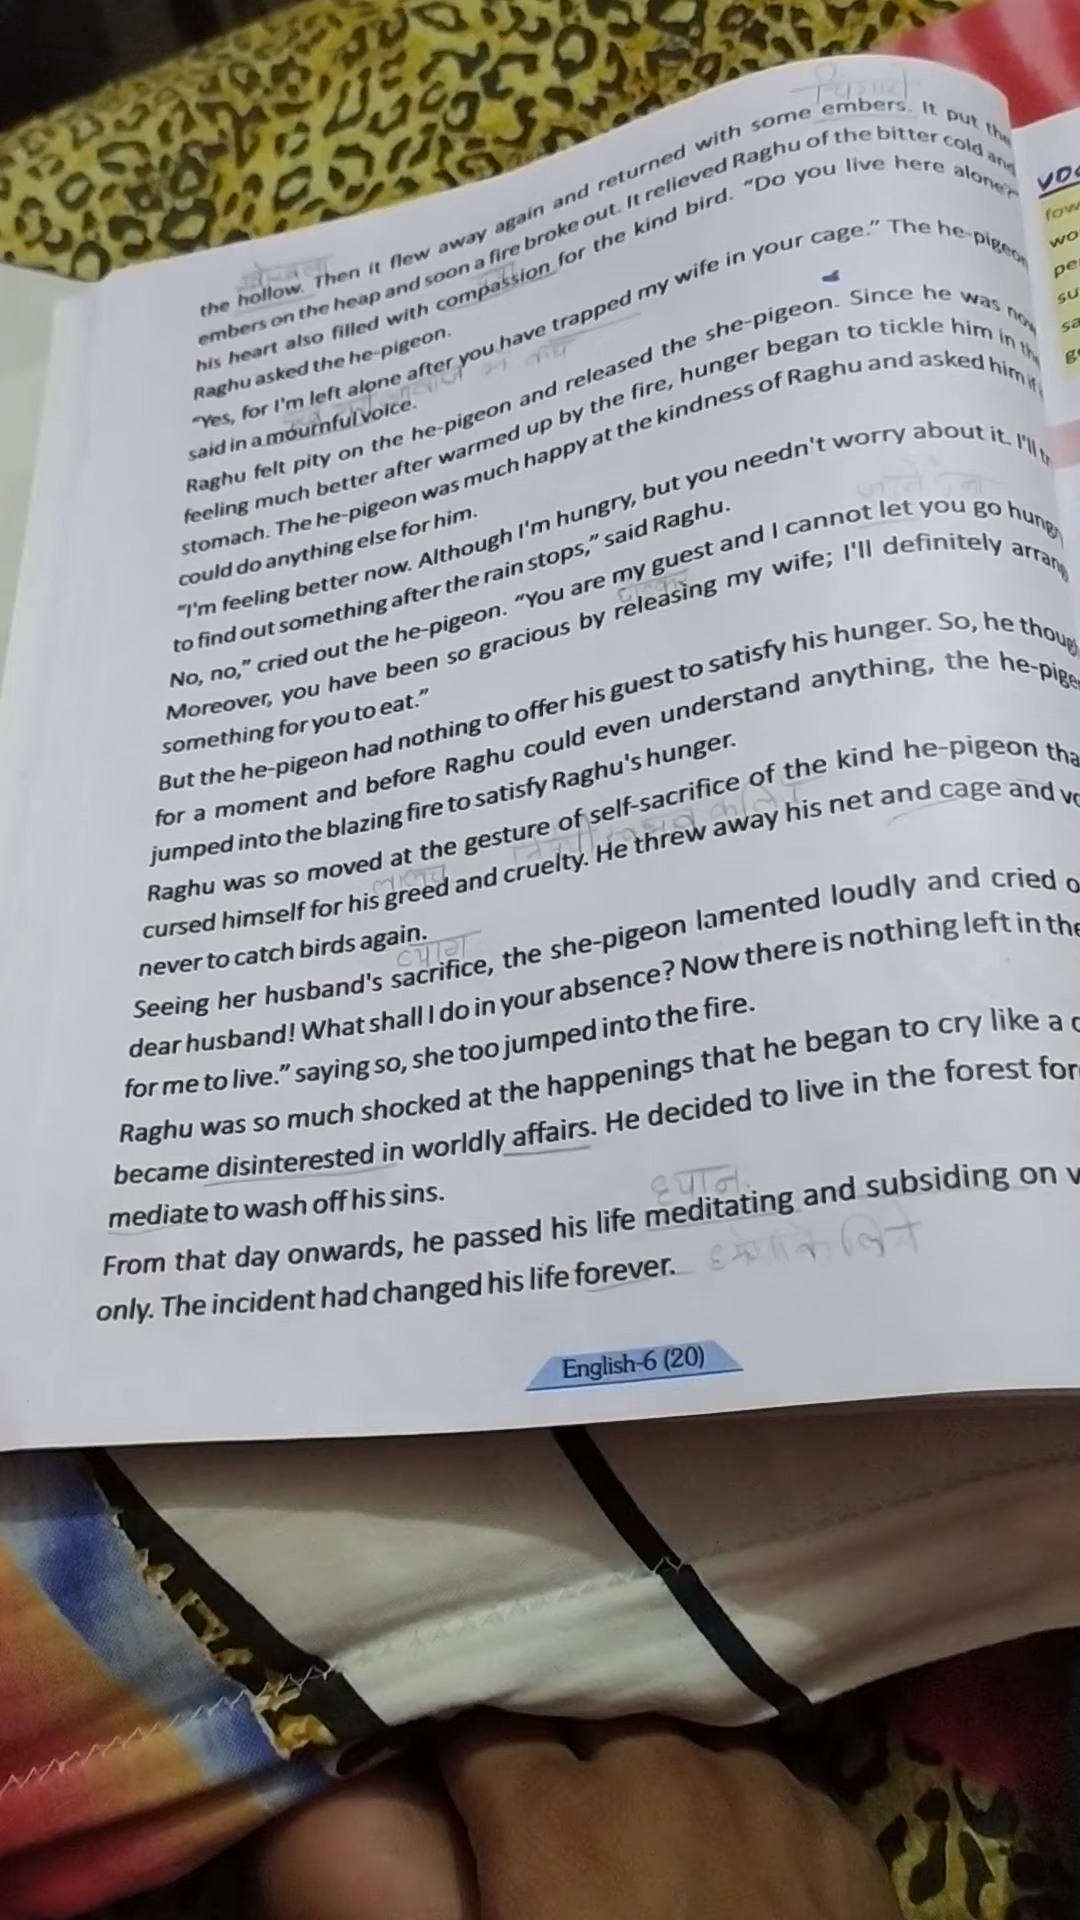 the hollow. Then it flew away again and returned with some embers. It put the
embers on the heap and soon a fire broke out. It relieved Raghu of the bitter cold and
his heart also filled with compassion for the kind bird. "Do you live here alone?"
Raghu asked the he-pigeon.
"Yes, for I'm left alone after you have trapped my wife in your cage." The he-pigeon
said in a mournful voice.
Raghu felt pity on the he-pigeon and released the she-pigeon. Since he was now
feeling much better after warmed up by the fire, hunger began to tickle him in the
stomach. The he-pigeon was much happy at the kindness of Raghu and asked him if
could do anything else for him.
"I'm feeling better now. Although I'm hungry, but you needn't worry about it. I'll
to find out something after the rain stops," said Raghu.
जाने देना
No, no," cried out the he-pigeon. "You are my guest and I cannot let you go hungry
Moreover, you have been so gracious by releasing my wife; I'll definitely
something for you to eat."
But the he-pigeon had nothing to offer his guest to satisfy his hunger. So, he
for a moment and before Raghu could even understand anything, the
jumped into the blazing fire to satisfy Raghu's hunger.
Raghu was so moved at the gesture of self-sacrifice of the kind he-pigeon
लालच
cursed himself for his greed and cruelty. He threw away his net and cage and
never to catch birds again.
त्याग
Seeing her husband's sacrifice, the she-pigeon lamented loudly and cried
dear husband! What shall I do in your absence? Now there is nothing left in
for me to live." saying so, she too jumped into the fire.
Raghu was so much shocked at the happenings that he began to cry like a
became disinterested in worldly affairs. He decided to live in the forest
mediate to wash off his sins.
ध्यान
From that day onwards, he passed his life meditating and subsiding on
only. The incident had changed his life forever. हमेशा के लिये
English-6 (20)